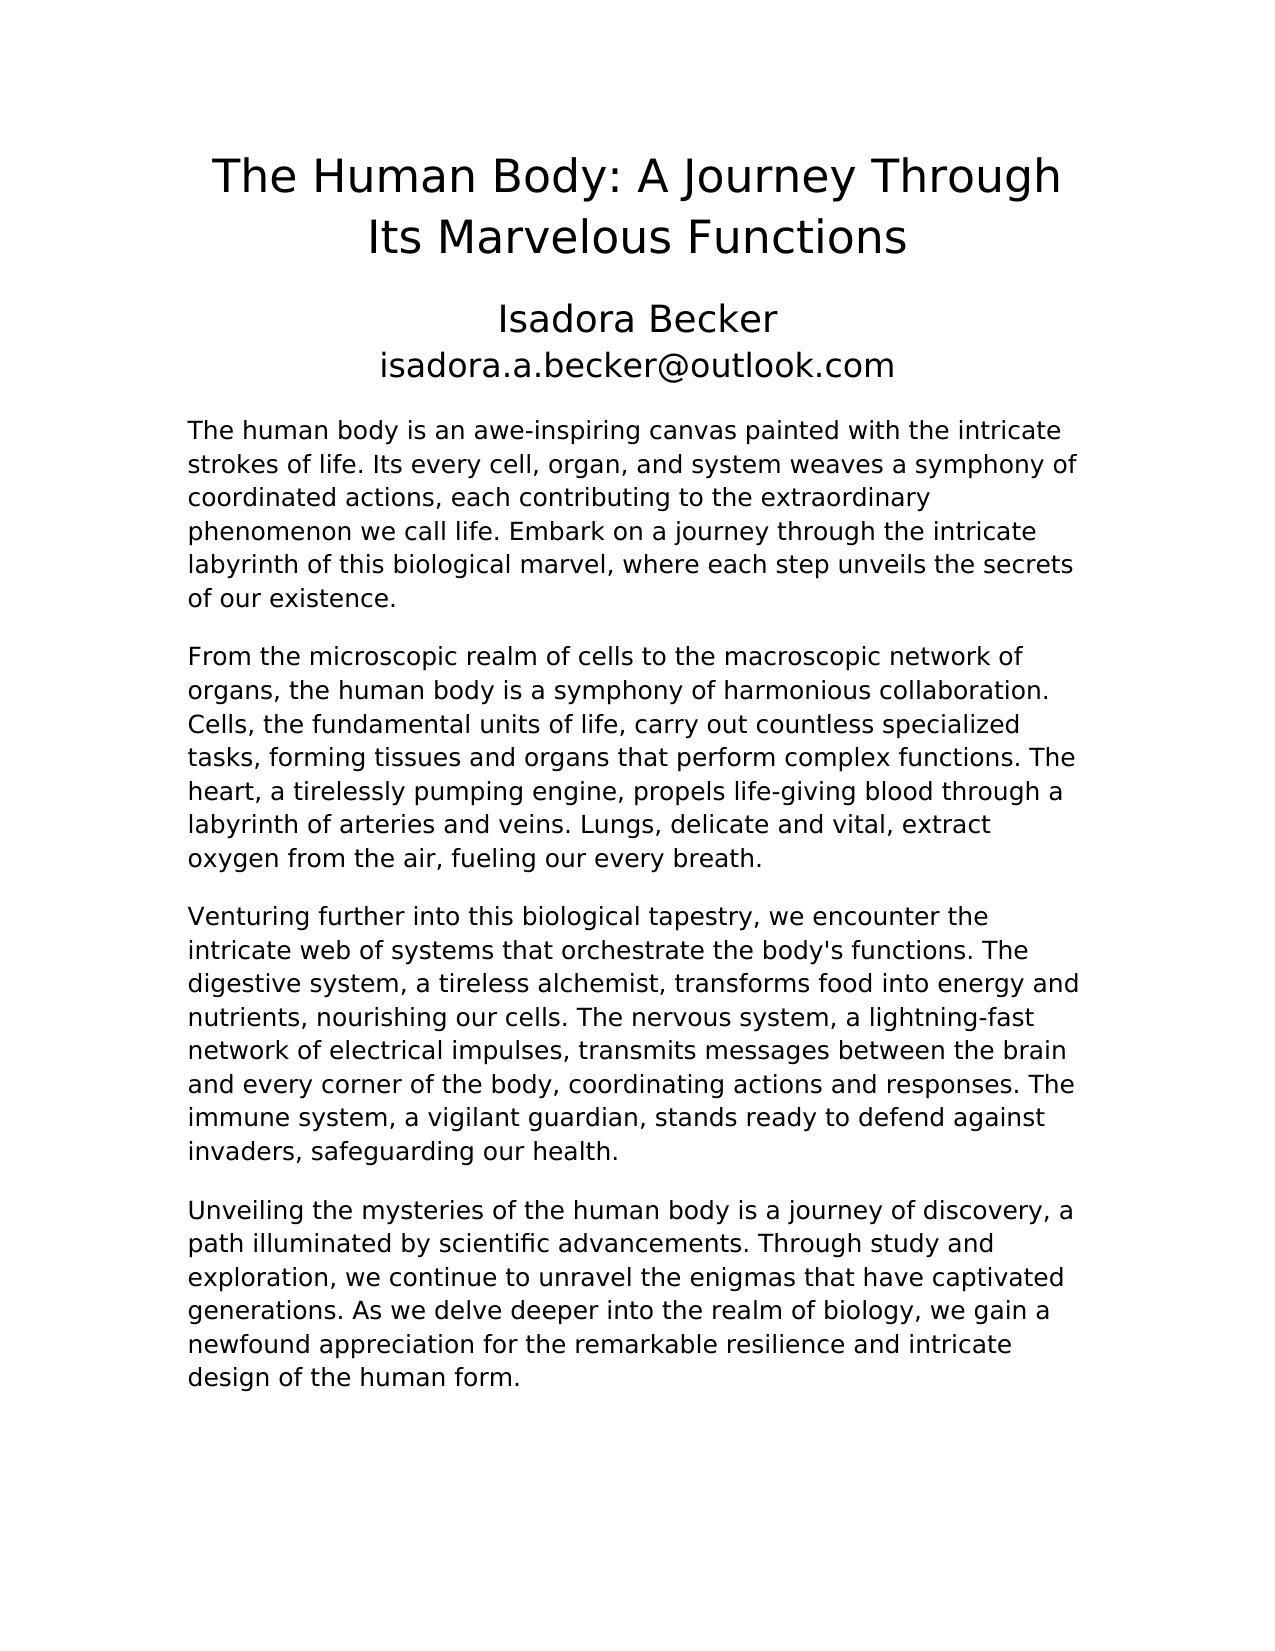 The Human Body: A Journey Through
Its Marvelous Functions
Isadora Becker
isadora.a.becker@outlook.com
The human body is an awe-inspiring canvas painted with the intricate
strokes of life. Its every cell, organ, and system weaves a symphony of
coordinated actions, each contributing to the extraordinary
phenomenon we call life. Embark on a journey through the intricate
labyrinth of this biological marvel, where each step unveils the secrets
of our existence.
From the microscopic realm of cells to the macroscopic network of
organs, the human body is a symphony of harmonious collaboration.
Cells, the fundamental units of life, carry out countless specialized
tasks, forming tissues and organs that perform complex functions. The
heart, a tirelessly pumping engine, propels life-giving blood through a
labyrinth of arteries and veins. Lungs, delicate and vital, extract
oxygen from the air, fueling our every breath.
Venturing further into this biological tapestry, we encounter the
intricate web of systems that orchestrate the body's functions. The
digestive system, a tireless alchemist, transforms food into energy and
nutrients, nourishing our cells. The nervous system, a lightning-fast
network of electrical impulses, transmits messages between the brain
and every corner of the body, coordinating actions and responses. The
immune system, a vigilant guardian, stands ready to defend against
invaders, safeguarding our health.
Unveiling the mysteries of the human body is a journey of discovery, a
path illuminated by scientific advancements. Through study and
exploration, we continue to unravel the enigmas that have captivated
generations. As we delve deeper into the realm of biology, we gain a
newfound appreciation for the remarkable resilience and intricate
design of the human form.